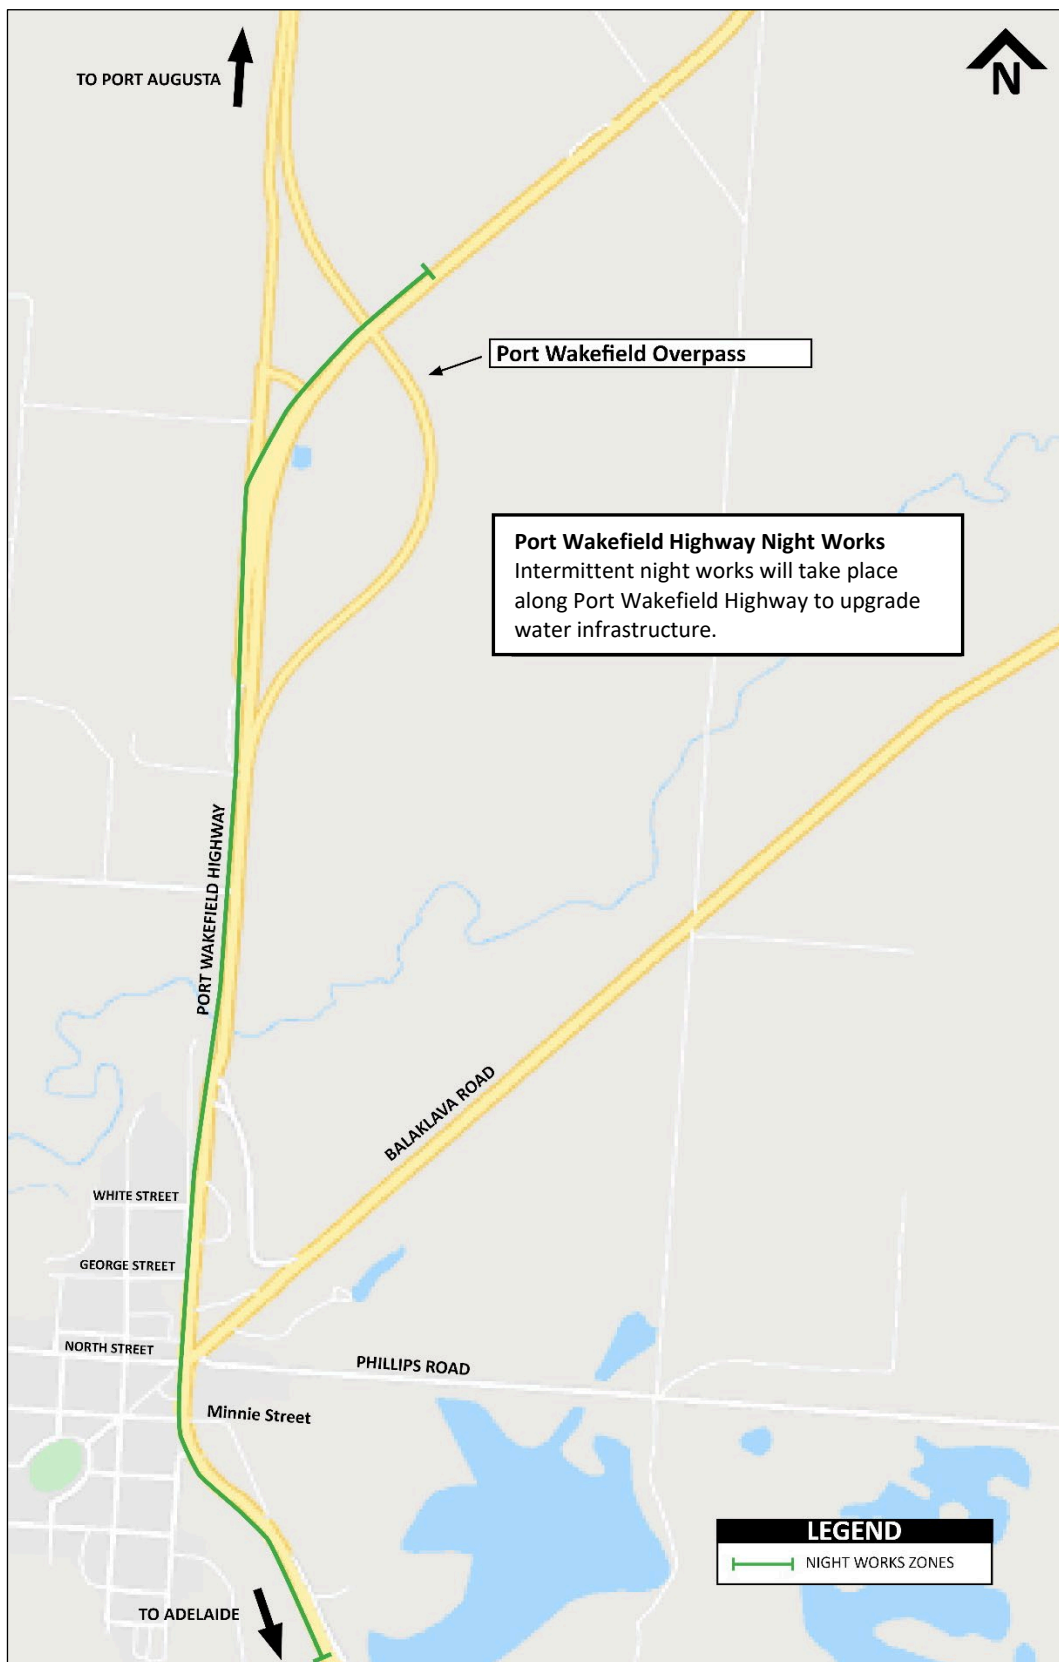 TO PORT AUGUSTA
N
Port Wakefield Overpass
Port Wakefield Highway Night Works
Intermittent night works will take place
along Port Wakefield Highway to upgrade
water infrastructure.
PORT WAKEFIELD HIGHWAY
BALAKLAVA ROAD
WHITE STREET
GEORGE STREET
NORTH STREET
PHILLIPS ROAD
Minnie Street
LEGEND
NIGHT WORKS ZONES
TO ADELAIDE